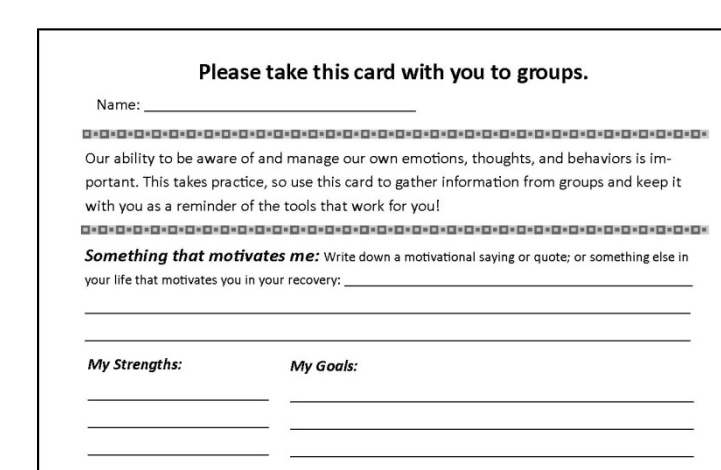 Please take this card with you to groups.
Name:
Our ability to be aware of and manage our own emotions, thoughts, and behaviors is im-
portant. This takes practice, so use this card to gather information from groups and keep it
with you as a reminder of the tools that work for you!
Something that motivates me: Write down a motivational saying or quote; or something else in
your life that motivates you in your recovery:
My Strengths:
My Goals: